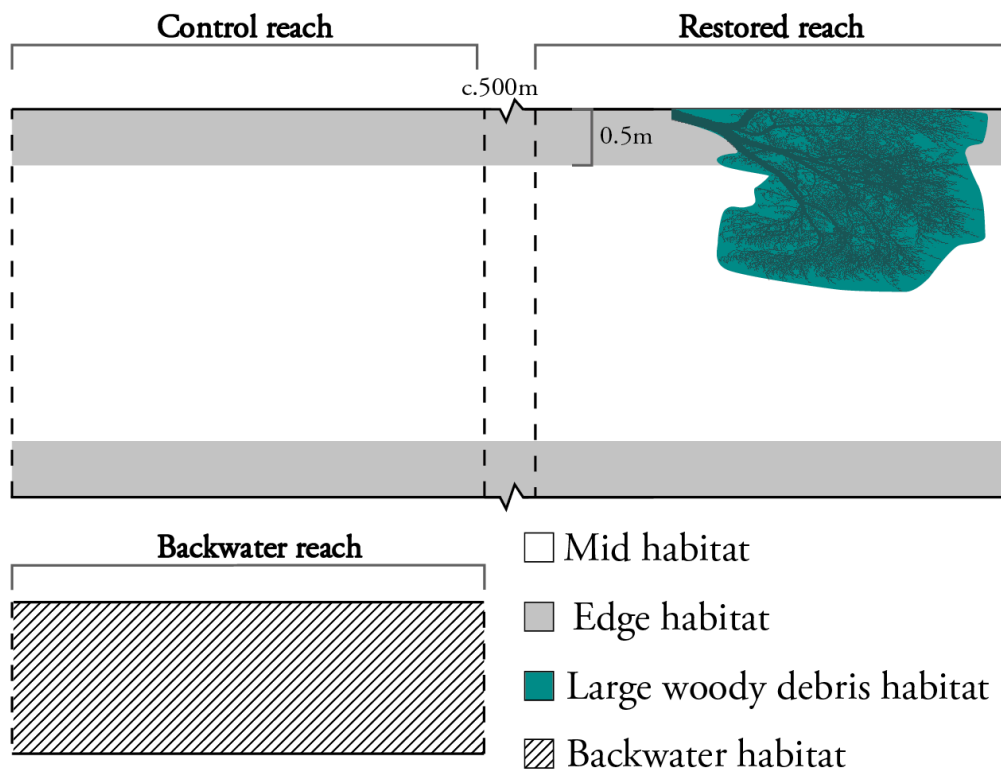 Control reach
Restored reach
c.500m
0.5m
Backwater reach
Mid habitat
Edge habitat
Large woody debris habitat
Backwater habitat